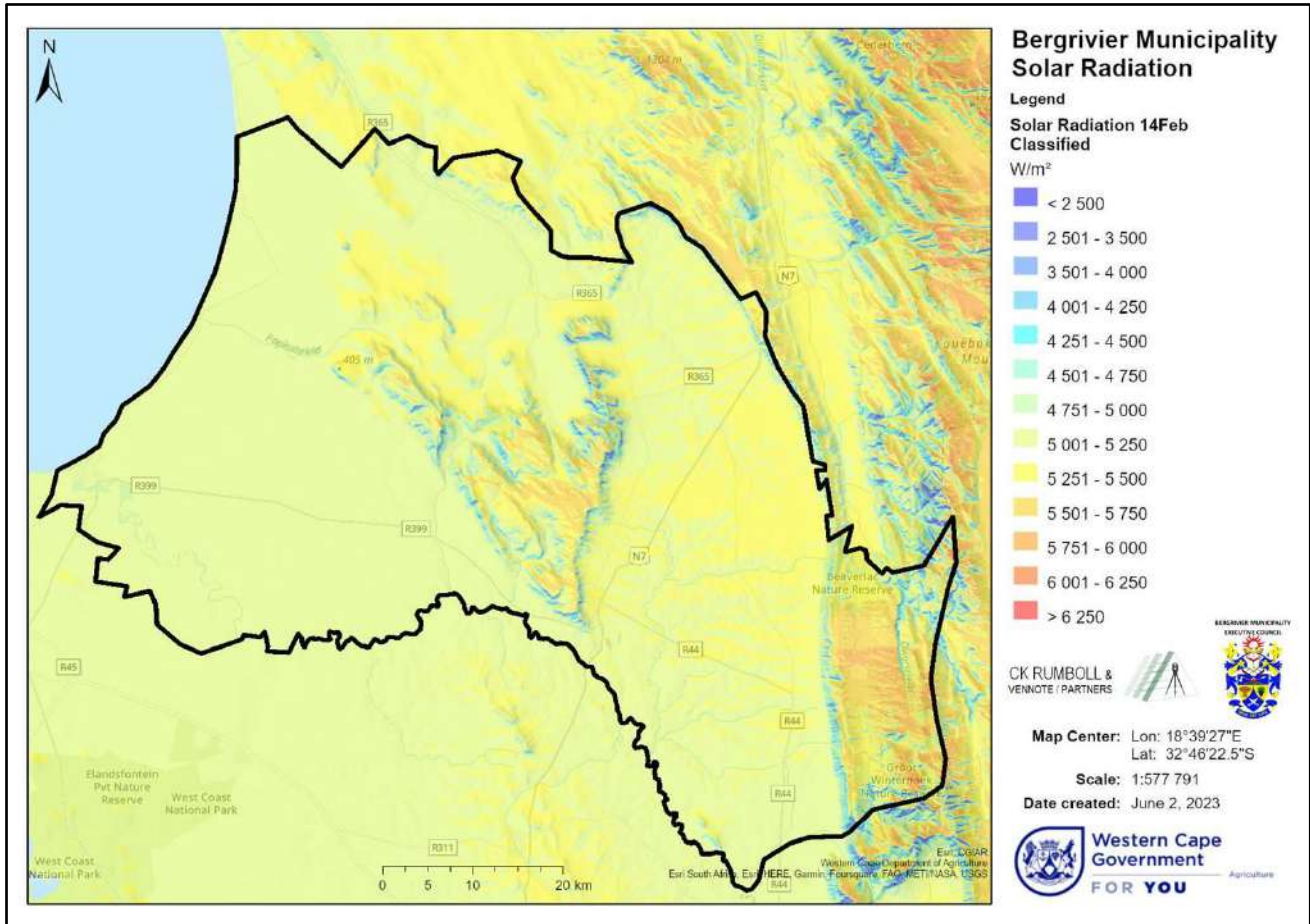 Bergrivier Municipality
Solar Radiation
Legend
Solar Radiation 14Feb
Classified
W/m²
< 2 500
2 501 - 3 500
3 501 - 4 000
4 001 - 4 250
4 251 - 4 500
4 501 - 4 750
4 751 - 5 000
5 001 - 5 250
5 251 - 5 500
5 501 - 5 750
5 751 - 6 000
6 001 - 6 250
> 6 250
BERGRIVIER MUNICIPALITY
EXECUTIVE COUNCIL
CK RUMBOLL &
VENNOTE / PARTNERS
Map Center: Lon: 18°39'27"E
Lat: 32°46'22.5"S
Scale: 1:577 791
Date created: June 2, 2023
Western Cape
Government
Agriculture
FOR YOU
N
R365
N7
R365
405 m
R365
R399
R399
N7
Beaverlac
Nature Reserve
R44
R45
R44
Groot
Winterhoek
Elandsfontein
Pvt Nature
Reserve
West Coast
National Park
R44
R311
West Coast
National Park
R44
0 5 10 20 km
Esri, CGIAR
Western Cape Department of Agriculture
Esri South Africa, Esri, HERE, Garmin, Foursquare, FAO, METI/NASA, USGS